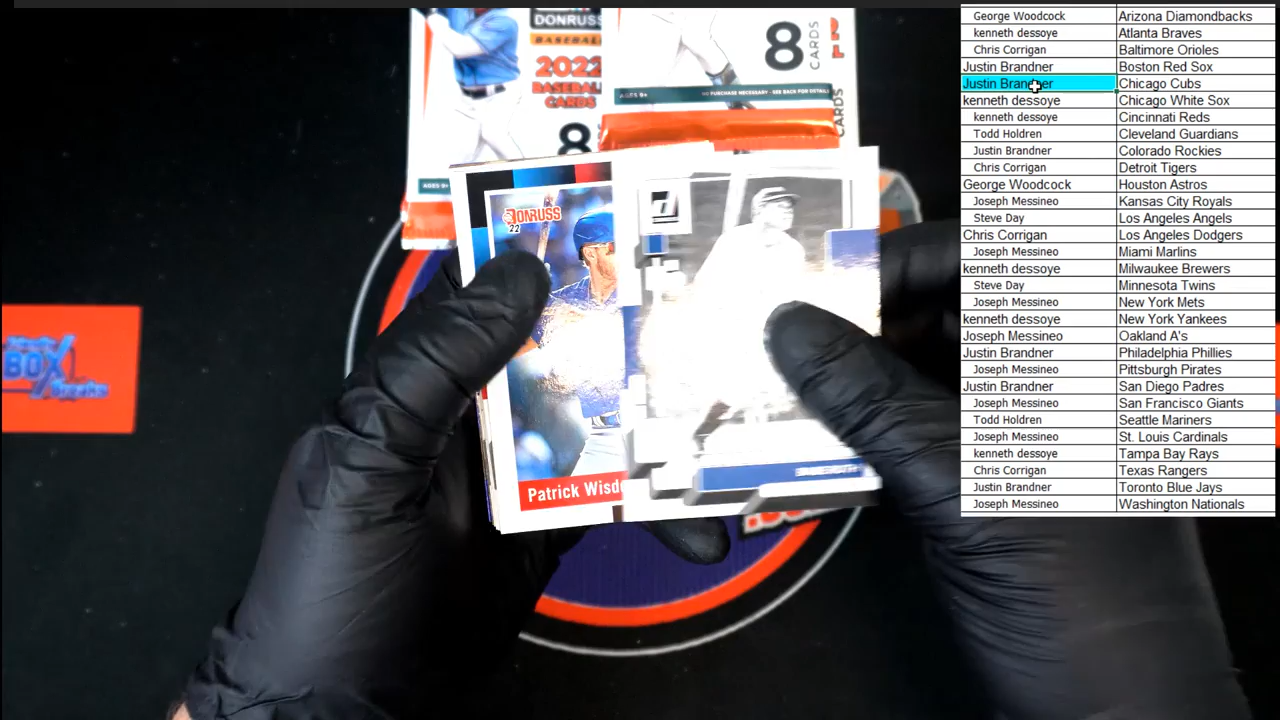 DONRUSS
BASEBALL
2022
BASEBALL
CARDS
8
AGES 9+
8
CARDS
AGES 9+
NO PURCHASE NECESSARY - SEE BACK FOR DETAILS
CARDS
DONRUSS
'22
Patrick Wisd
BOX
Breaks
George Woodcock Arizona Diamondbacks
kenneth dessoye Atlanta Braves
Chris Corrigan Baltimore Orioles
Justin Brandner Boston Red Sox
Justin Brandner Chicago Cubs
kenneth dessoye Chicago White Sox
kenneth dessoye Cincinnati Reds
Todd Holdren Cleveland Guardians
Justin Brandner Colorado Rockies
Chris Corrigan Detroit Tigers
George Woodcock Houston Astros
Joseph Messineo Kansas City Royals
Steve Day Los Angeles Angels
Chris Corrigan Los Angeles Dodgers
Joseph Messineo Miami Marlins
kenneth dessoye Milwaukee Brewers
Steve Day Minnesota Twins
Joseph Messineo New York Mets
kenneth dessoye New York Yankees
Joseph Messineo Oakland A's
Justin Brandner Philadelphia Phillies
Joseph Messineo Pittsburgh Pirates
Justin Brandner San Diego Padres
Joseph Messineo San Francisco Giants
Todd Holdren Seattle Mariners
Joseph Messineo St. Louis Cardinals
kenneth dessoye Tampa Bay Rays
Chris Corrigan Texas Rangers
Justin Brandner Toronto Blue Jays
Joseph Messineo Washington Nationals